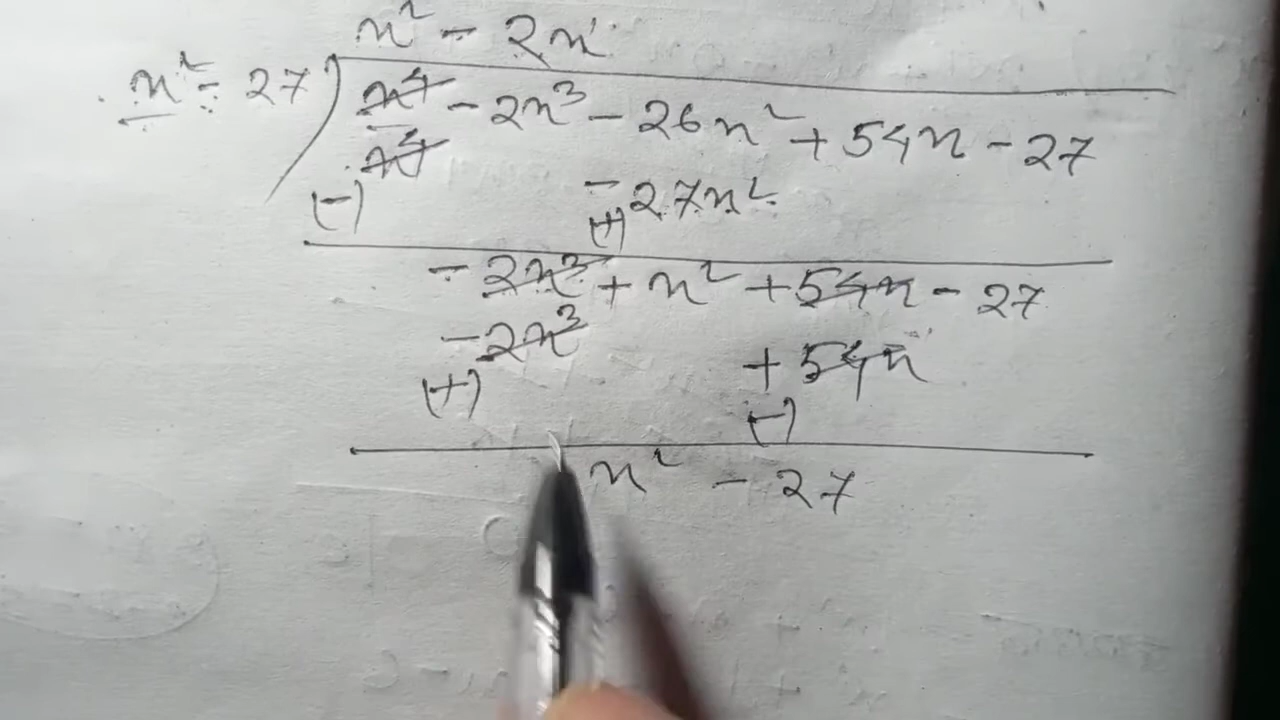 x² - 2x
x² - 27 ) x⁴ - 2x³ - 26x² + 54x - 27
x⁴ - 27x²
(-) (+)
- 2x³ + x² + 54x - 27
- 2x³ + 54x
(+) (-)
x² - 27